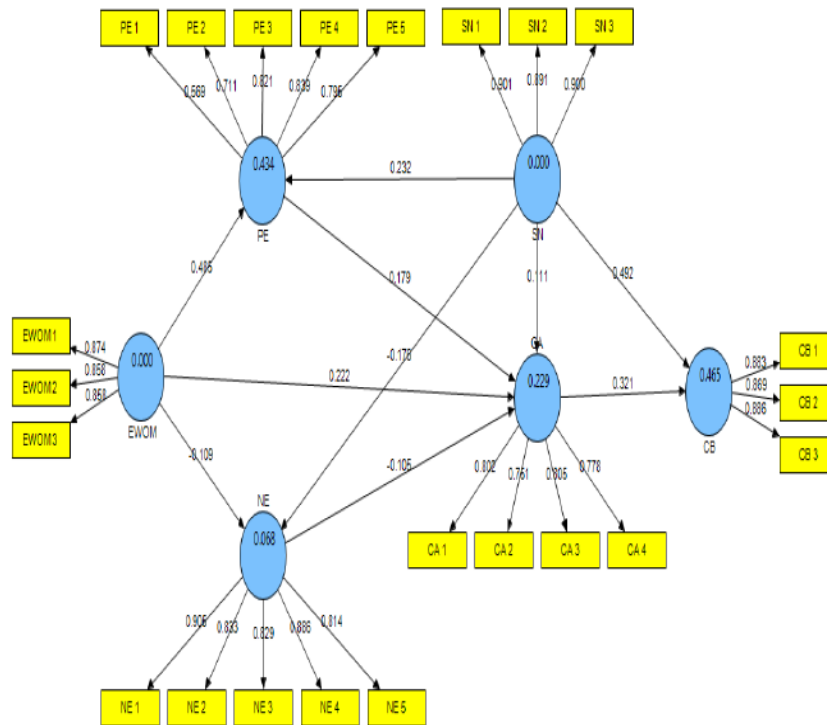 PE 1 PE 2 PE 3 PE 4 PE 5 SN 1 SN 2 SN 3
0.569 0.711 0.821 0.839 0.795 0.901 0.891 0.900
0.434 0.232 0.000
PE SN
0.485 0.179 0.111 0.492
-0.178
EWOM1 0.874 CA CB 1
0.000 0.883
EWOM2 0.858 0.222 0.229 0.321 0.465 0.869 CB 2
EWOM3 0.858 0.886 CB 3
EWOM CB
-0.109 -0.105
NE 0.802 0.751 0.805 0.778
0.068 CA 1 CA 2 CA 3 CA 4
0.833 0.829 0.814
NE 1 NE 2 NE 3 NE 4 NE 5